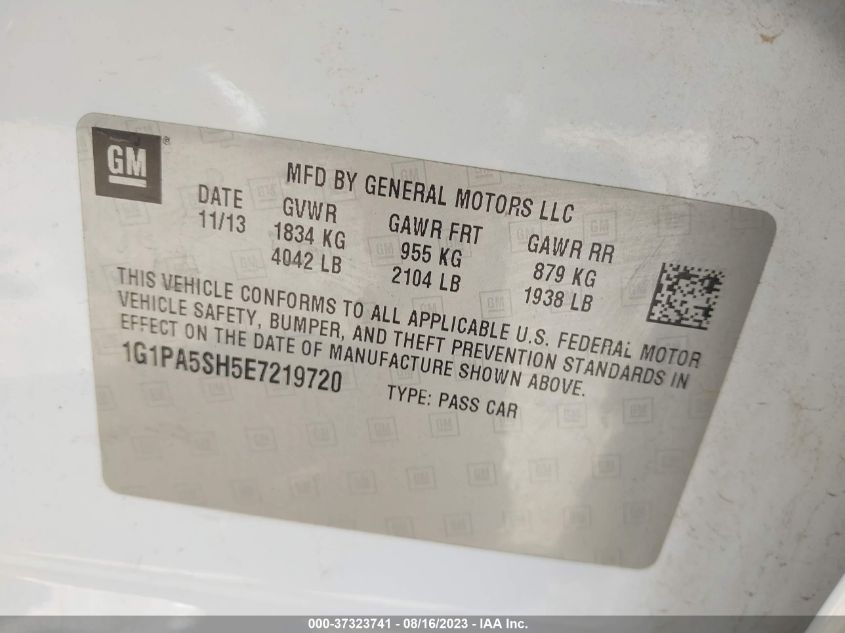 GM®
MFD BY GENERAL MOTORS LLC
DATE GVWR GAWR FRT GAWR RR
11/13 1834 KG 955 KG 879 KG
4042 LB 2104 LB 1938 LB
THIS VEHICLE CONFORMS TO ALL APPLICABLE U.S. FEDERAL MOTOR
VEHICLE SAFETY, BUMPER, AND THEFT PREVENTION STANDARDS IN
EFFECT ON THE DATE OF MANUFACTURE SHOWN ABOVE.
1G1PA5SH5E7219720 TYPE: PASS CAR
000-37323741 - 08/16/2023 - IAA Inc.